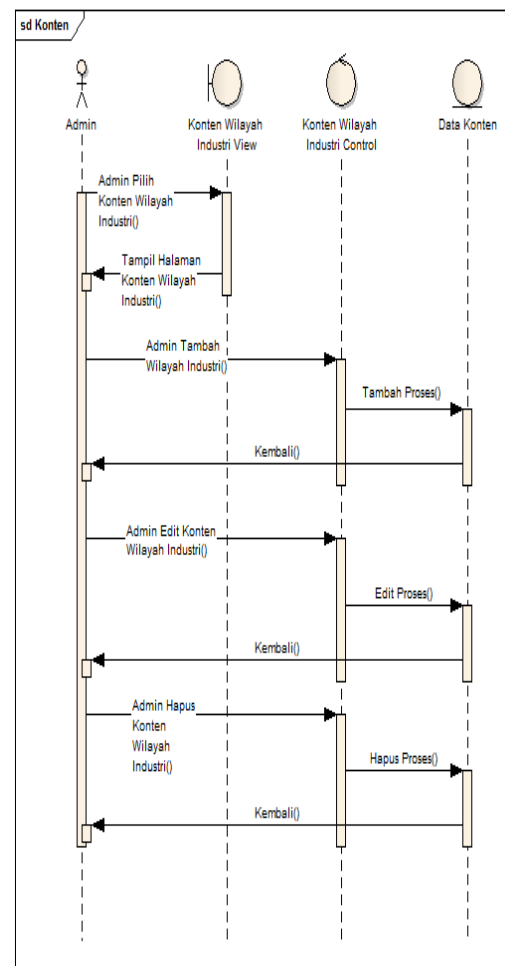 sd Konten
Admin
Konten Wilayah
Industri View
Konten Wilayah
Industri Control
Data Konten
Admin Pilih
Konten Wilayah
Industri()
Tampil Halaman
Konten Wilayah
Industri()
Admin Tambah
Wilayah Industri()
Tambah Proses()
Kembali()
Admin Edit Konten
Wilayah Industri()
Edit Proses()
Kembali()
Admin Hapus
Konten
Wilayah
Industri()
Hapus Proses()
Kembali()